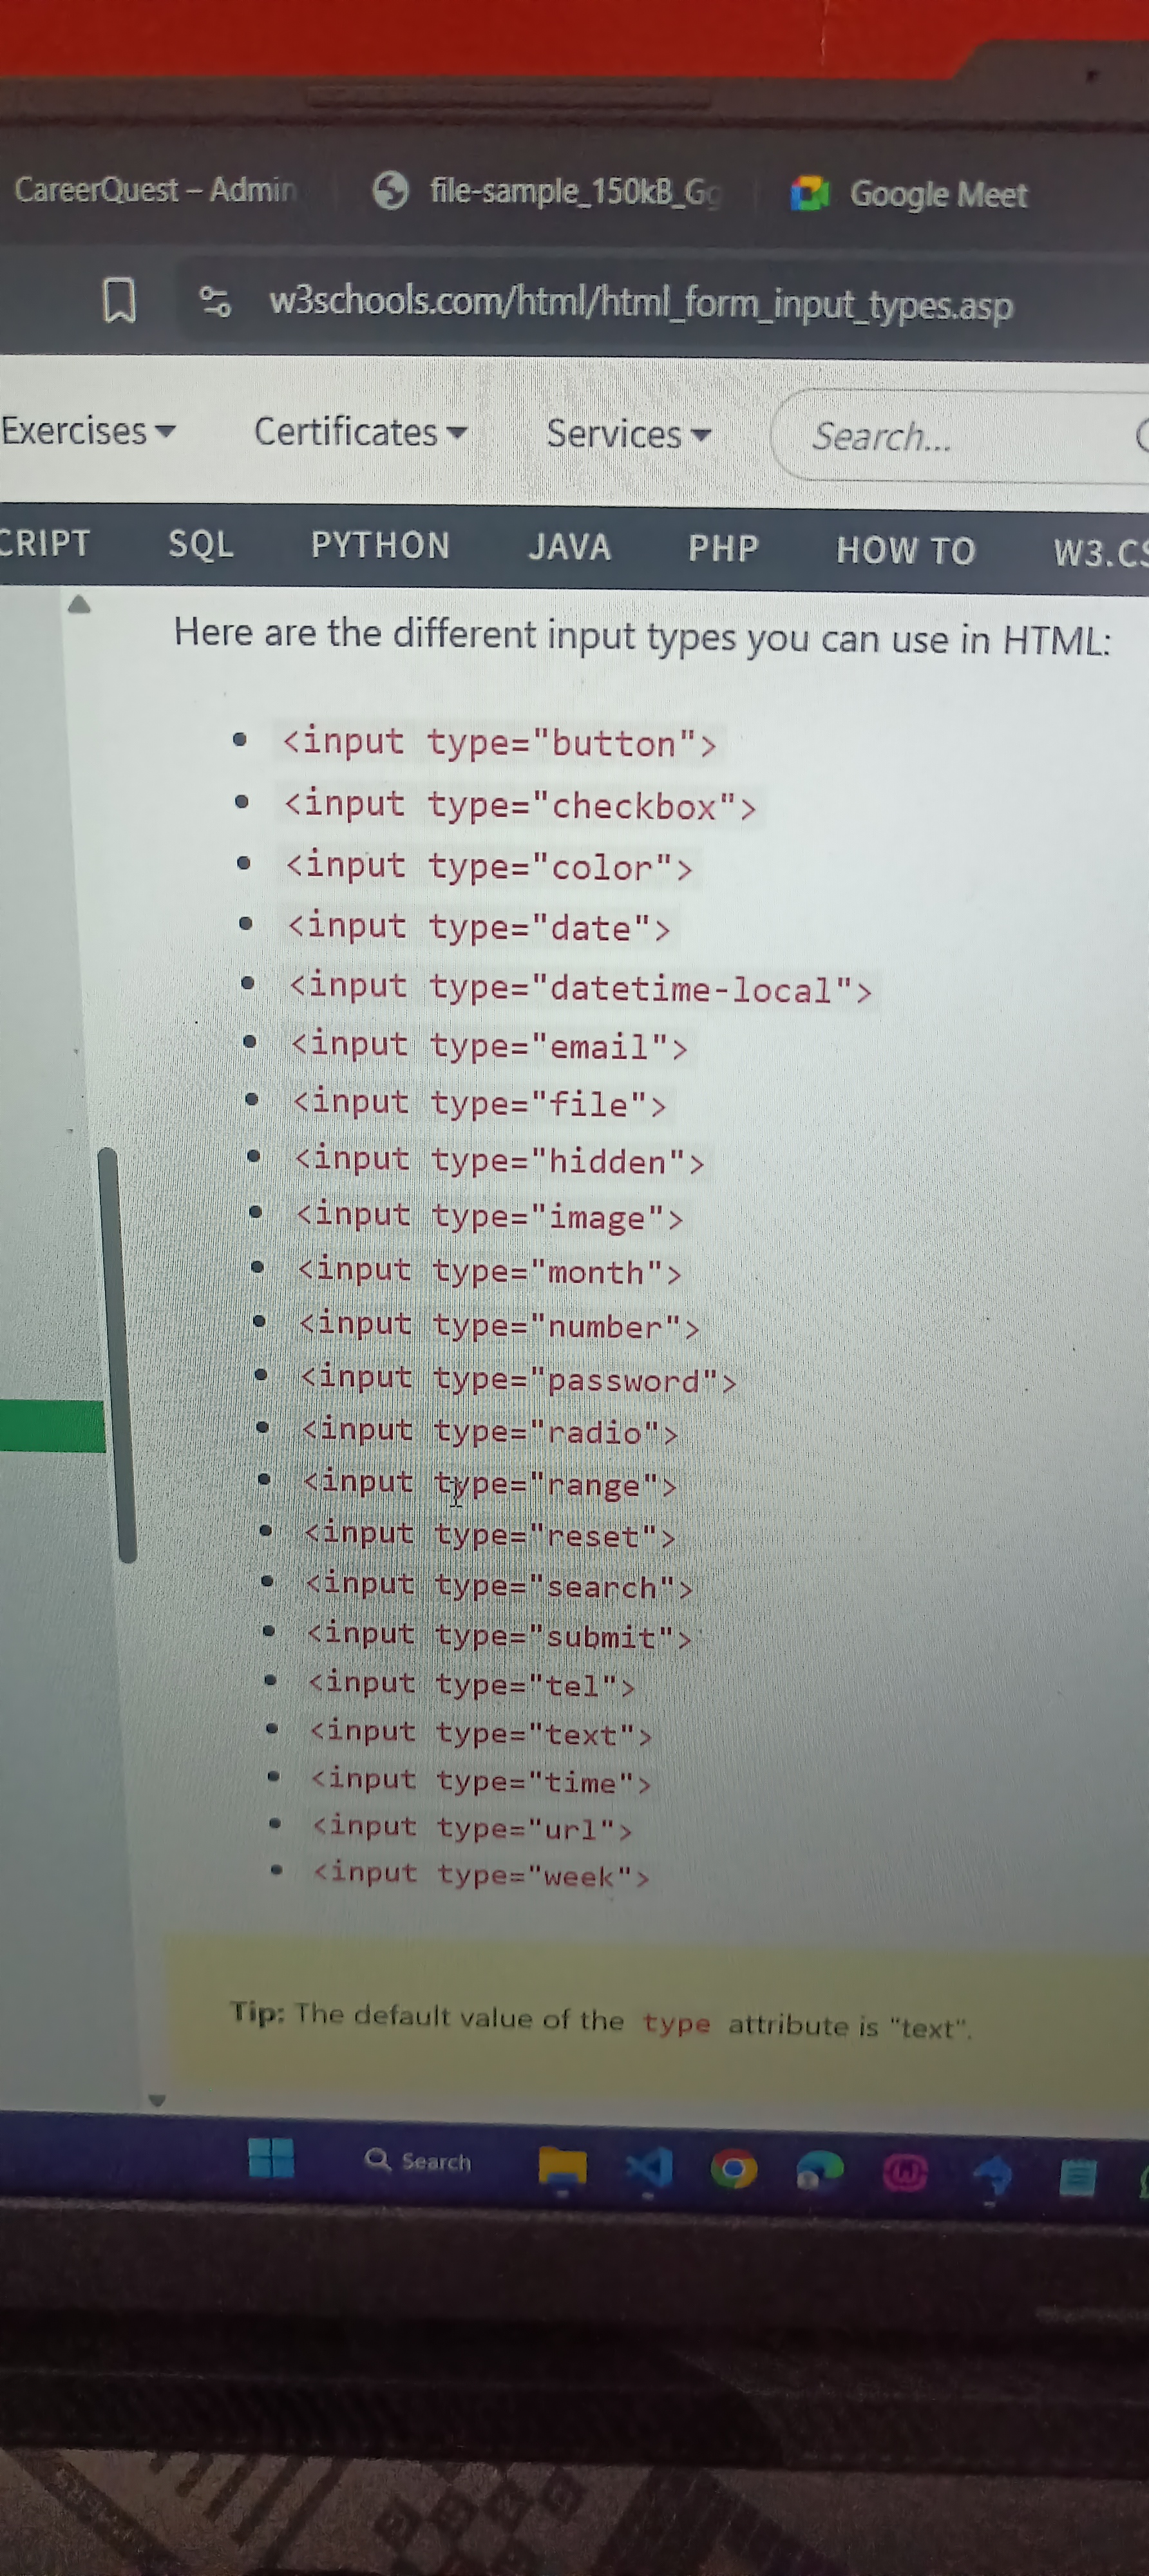 CareerQuest – Admin
file-sample_150kB_Go
Google Meet
w3schools.com/html/html_form_input_types.asp
Exercises
Certificates
Services
Search...
CRIPT SQL PYTHON JAVA PHP HOW TO W3.CS
Here are the different input types you can use in HTML:
<input type="button">
<input type="checkbox">
<input type="color">
<input type="date">
<input type="datetime-local">
<input type="email">
<input type="file">
<input type="hidden">
<input type="image">
<input type="month">
<input type="number">
<input type="password">
<input type="radio">
<input type="range">
<input type="reset">
<input type="search">
<input type="submit">
<input type="tel">
<input type="text">
<input type="time">
<input type="url">
<input type="week">
Tip: The default value of the type attribute is "text".
Search